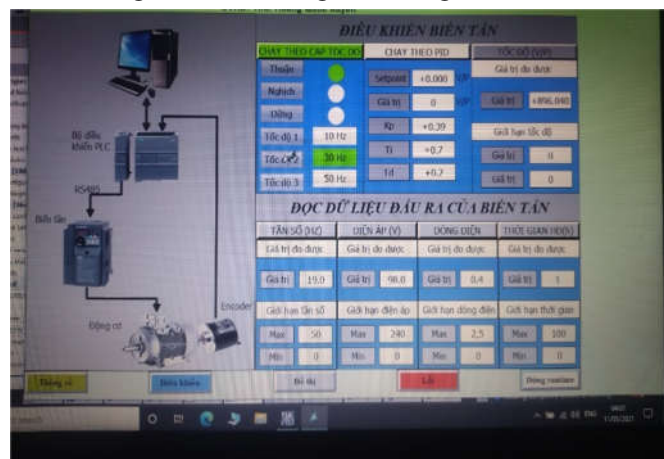 ĐIỀU KHIỂN BIẾN TẦN
CHẠY THEO CẤP TỐC ĐỘ
CHẠY THEO PID
TỐC ĐỘ (V/P)
Thuận
Setpoint +0.000 V/P
Giá trị đo được
Nghịch
Giá trị 0 V/P
Giá trị +896.040
Dừng
Kp +0.39
Giới hạn tốc độ
Tốc độ 1 10 Hz
Ti +0.7
Giá trị 0
Tốc độ 2 30 Hz
Td +0.2
Giá trị 0
Tốc độ 3 50 Hz
Bộ điều
khiển PLC
RS485
Biến tần
Encoder
Động cơ
ĐỌC DỮ LIỆU ĐẦU RA CỦA BIẾN TẦN
TẦN SỐ (HZ) ĐIỆN ÁP (V) DÒNG ĐIỆN THỜI GIAN HĐ(h)
Giá trị đo được Giá trị đo được Giá trị đo được Giá trị đo được
Giá trị 19.0 Giá trị 98.0 Giá trị 0.4 Giá trị 1
Giới hạn tần số Giới hạn điện áp Giới hạn dòng điện Giới hạn thời gian
Max 50 Max 240 Max 2.5 Max 100
Min 0 Min 0 Min 0 Min 0
Thông số Điều khiển Đồ thị Lỗi Dừng runtime
ENG
11/05/2021